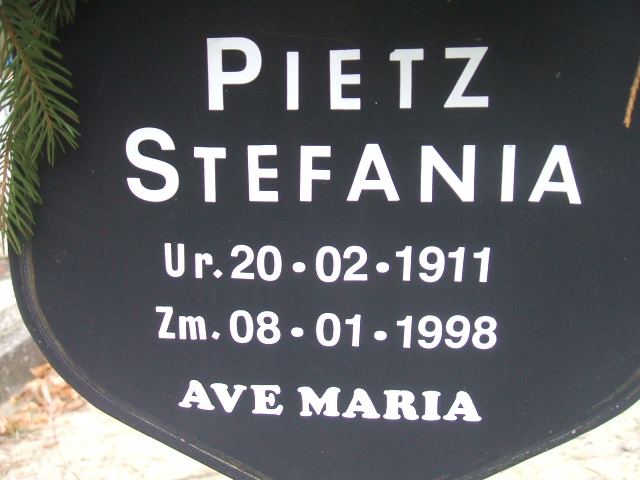 PIETZ
STEFANIA
Ur. 20 • 02 • 1911
Zm. 08 • 01 • 1998
AVE MARIA